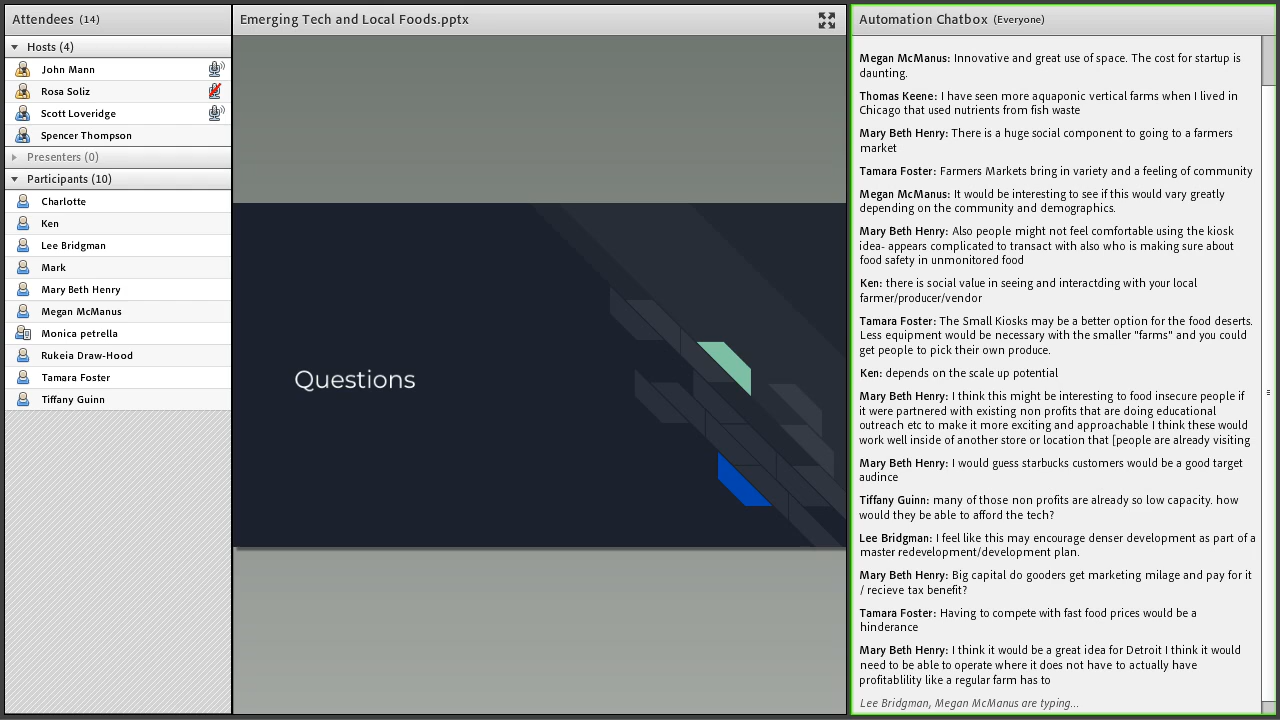 Attendees (14)
Hosts (4)
John Mann
Rosa Soliz
Scott Loveridge
Spencer Thompson
Presenters (0)
Participants (10)
Charlotte
Ken
Lee Bridgman
Mark
Mary Beth Henry
Megan McManus
Monica petrella
Rukeia Draw-Hood
Tamara Foster
Tiffany Guinn
Emerging Tech and Local Foods.pptx
Questions
Automation Chatbox (Everyone)
Megan McManus: Innovative and great use of space. The cost for startup is
daunting.
Thomas Keene: I have seen more aquaponic vertical farms when I lived in
Chicago that used nutrients from fish waste
Mary Beth Henry: There is a huge social component to going to a farmers
market
Tamara Foster: Farmers Markets bring in variety and a feeling of community
Megan McManus: It would be interesting to see if this would vary greatly
depending on the community and demographics.
Mary Beth Henry: Also people might not feel comfortable using the kiosk
idea- appears complicated to transact with also who is making sure about
food safety in unmonitored food
Ken: there is social value in seeing and interactding with your local
farmer/producer/vendor
Tamara Foster: The Small Kiosks may be a better option for the food deserts.
Less equipment would be necessary with the smaller "farms" and you could
get people to pick their own produce.
Ken: depends on the scale up potential
Mary Beth Henry: I think this might be interesting to food insecure people if
it were partnered with existing non profits that are doing educational
outreach etc to make it more exciting and approachable I think these would
work well inside of another store or location that [people are already visiting
Mary Beth Henry: I would guess starbucks customers would be a good target
audince
Tiffany Guinn: many of those non profits are already so low capacity. how
would they be able to afford the tech?
Lee Bridgman: I feel like this may encourage denser development as part of a
master redevelopment/development plan.
Mary Beth Henry: Big capital do gooders get marketing milage and pay for it
/ recieve tax benefit?
Tamara Foster: Having to compete with fast food prices would be a
hinderance
Mary Beth Henry: I think it would be a great idea for Detroit I think it would
need to be able to operate where it does not have to actually have
profitablility like a regular farm has to
Lee Bridgman, Megan McManus are typing...